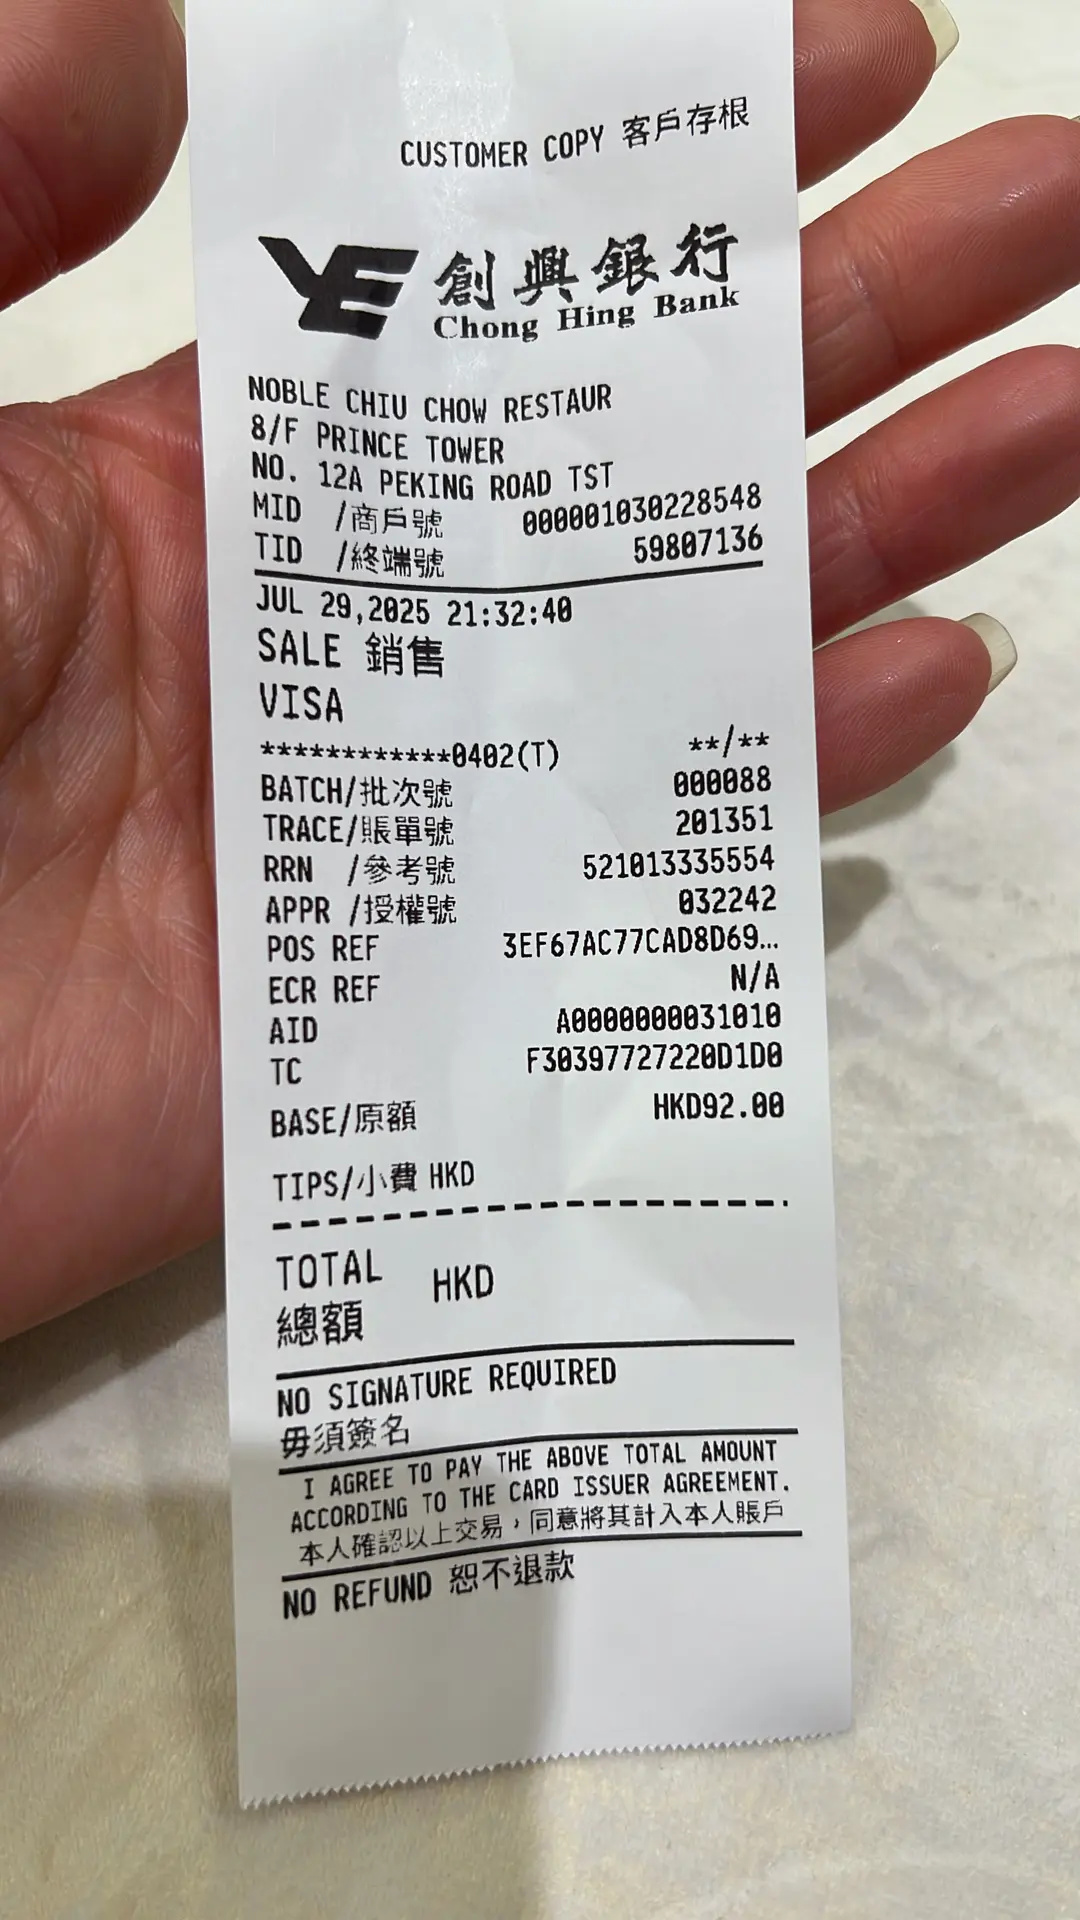 CUSTOMER COPY 客戶存根
創興銀行
Chong Hing Bank
NOBLE CHIU CHOW RESTAUR
8/F PRINCE TOWER
NO. 12A PEKING ROAD TST
MID /商戶號 000001030228548
TID /終端號 59807136
JUL 29,2025 21:32:40
SALE 銷售
VISA
************0402(T) **/**
BATCH/批次號 000088
TRACE/賬單號 201351
RRN /參考號 521013335554
APPR /授權號 032242
POS REF 3EF67AC77CAD8D69…
ECR REF N/A
AID A0000000031010
TC F30397727220D1D0
BASE/原額 HKD92.00
TIPS/小費 HKD
TOTAL HKD
總額
NO SIGNATURE REQUIRED
毋須簽名
I AGREE TO PAY THE ABOVE TOTAL AMOUNT
ACCORDING TO THE CARD ISSUER AGREEMENT.
本人確認以上交易，同意將其計入本人賬戶
NO REFUND 恕不退款